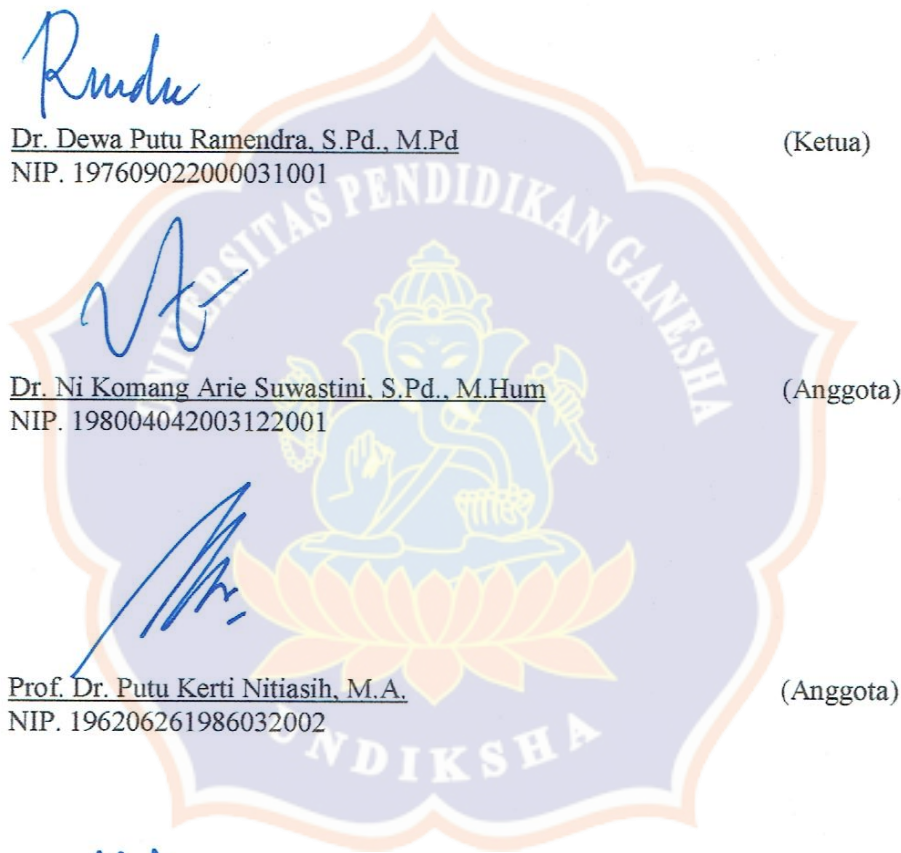 Dr. Dewa Putu Ramendra, S.Pd., M.Pd (Ketua)
NIP. 197609022000031001
UNIVERSITAS PENDIDIKAN GANESHA
Dr. Ni Komang Arie Suwastini, S.Pd., M.Hum (Anggota)
NIP. 198004042003122001
Prof. Dr. Putu Kerti Nitiasih, M.A. (Anggota)
NIP. 196206261986032002
UNDIKSHA